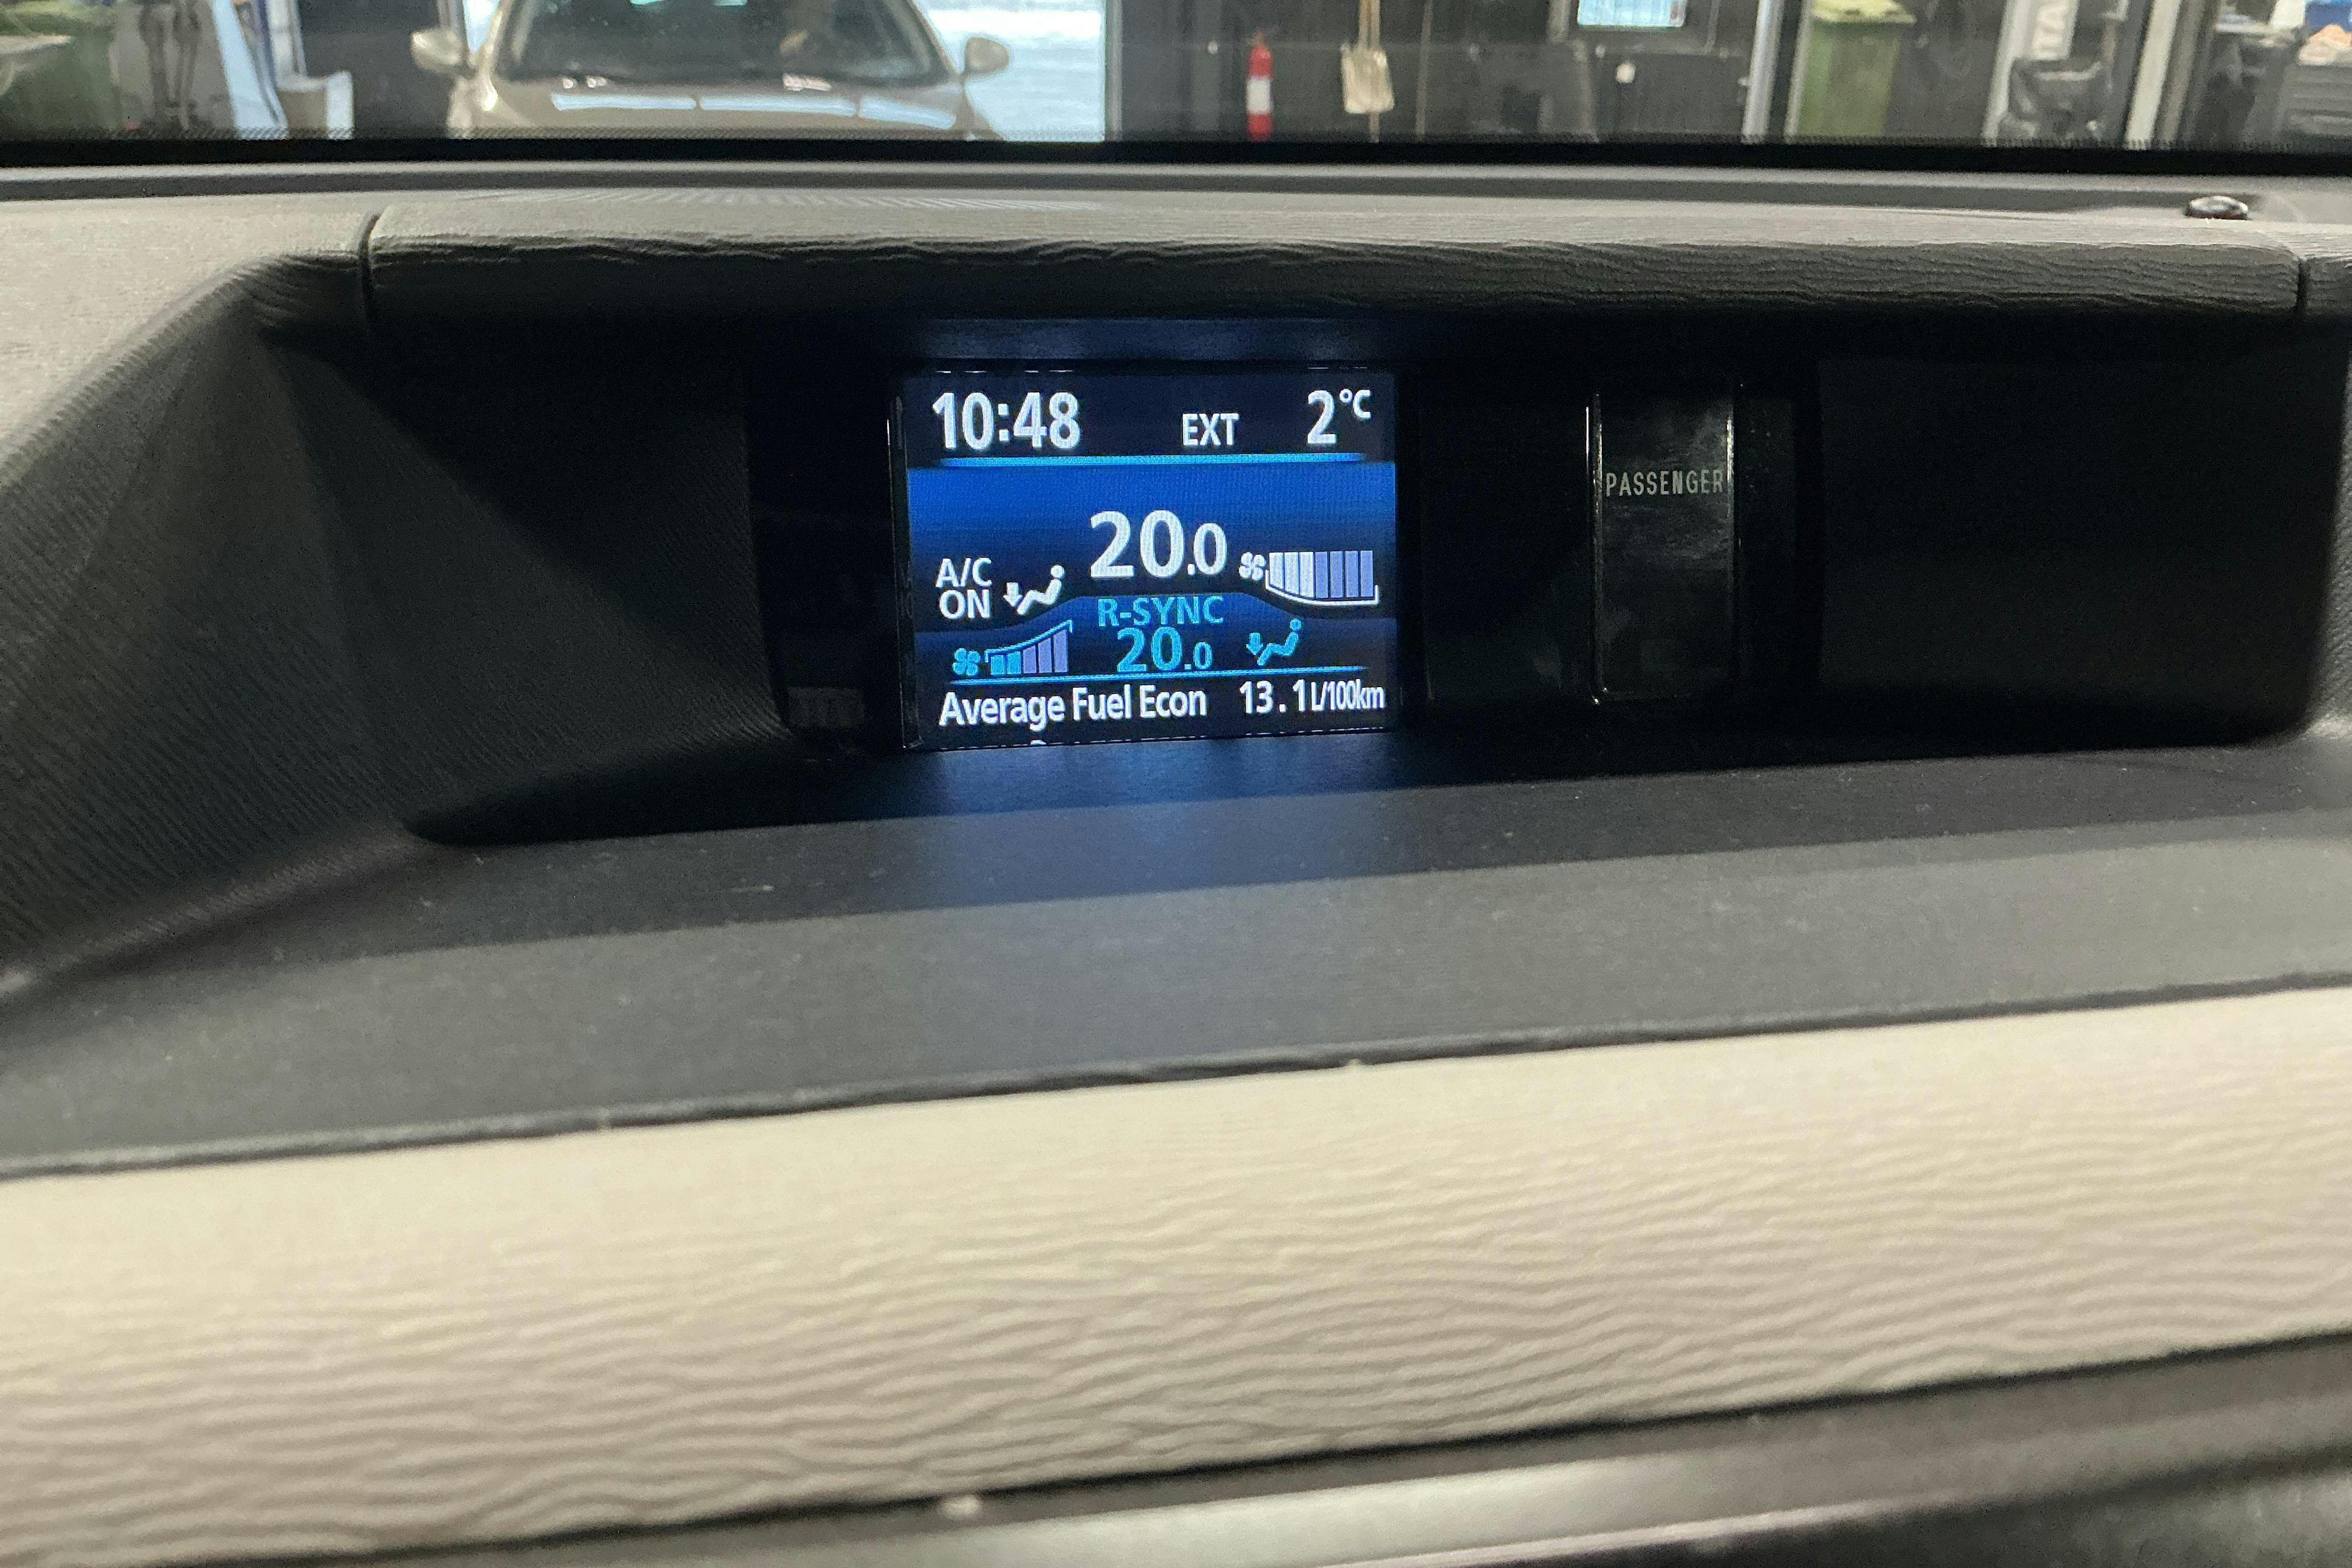 10:48 EXT 2°C
20.0
A/C
ON
R-SYNC
20.0
Average Fuel Econ 13.1L/100km
PASSENGER